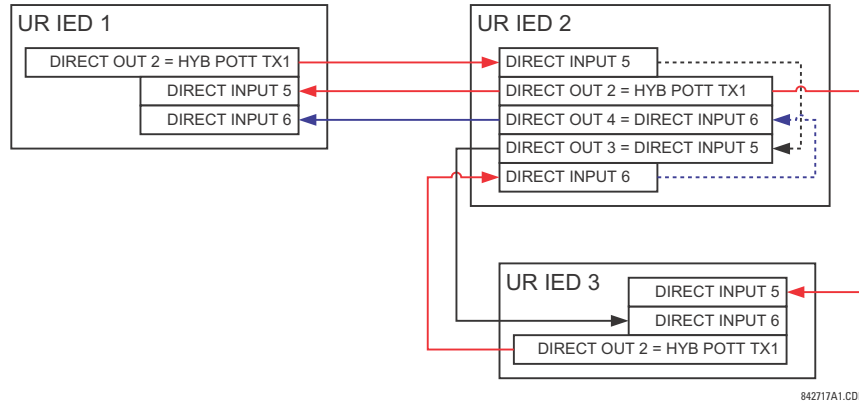 UR IED 1
DIRECT OUT 2 = HYB POTT TX1
DIRECT INPUT 5
DIRECT INPUT 6
UR IED 2
DIRECT INPUT 5
DIRECT OUT 2 = HYB POTT TX1
DIRECT OUT 4 = DIRECT INPUT 6
DIRECT OUT 3 = DIRECT INPUT 5
DIRECT INPUT 6
UR IED 3
DIRECT INPUT 5
DIRECT INPUT 6
DIRECT OUT 2 = HYB POTT TX1